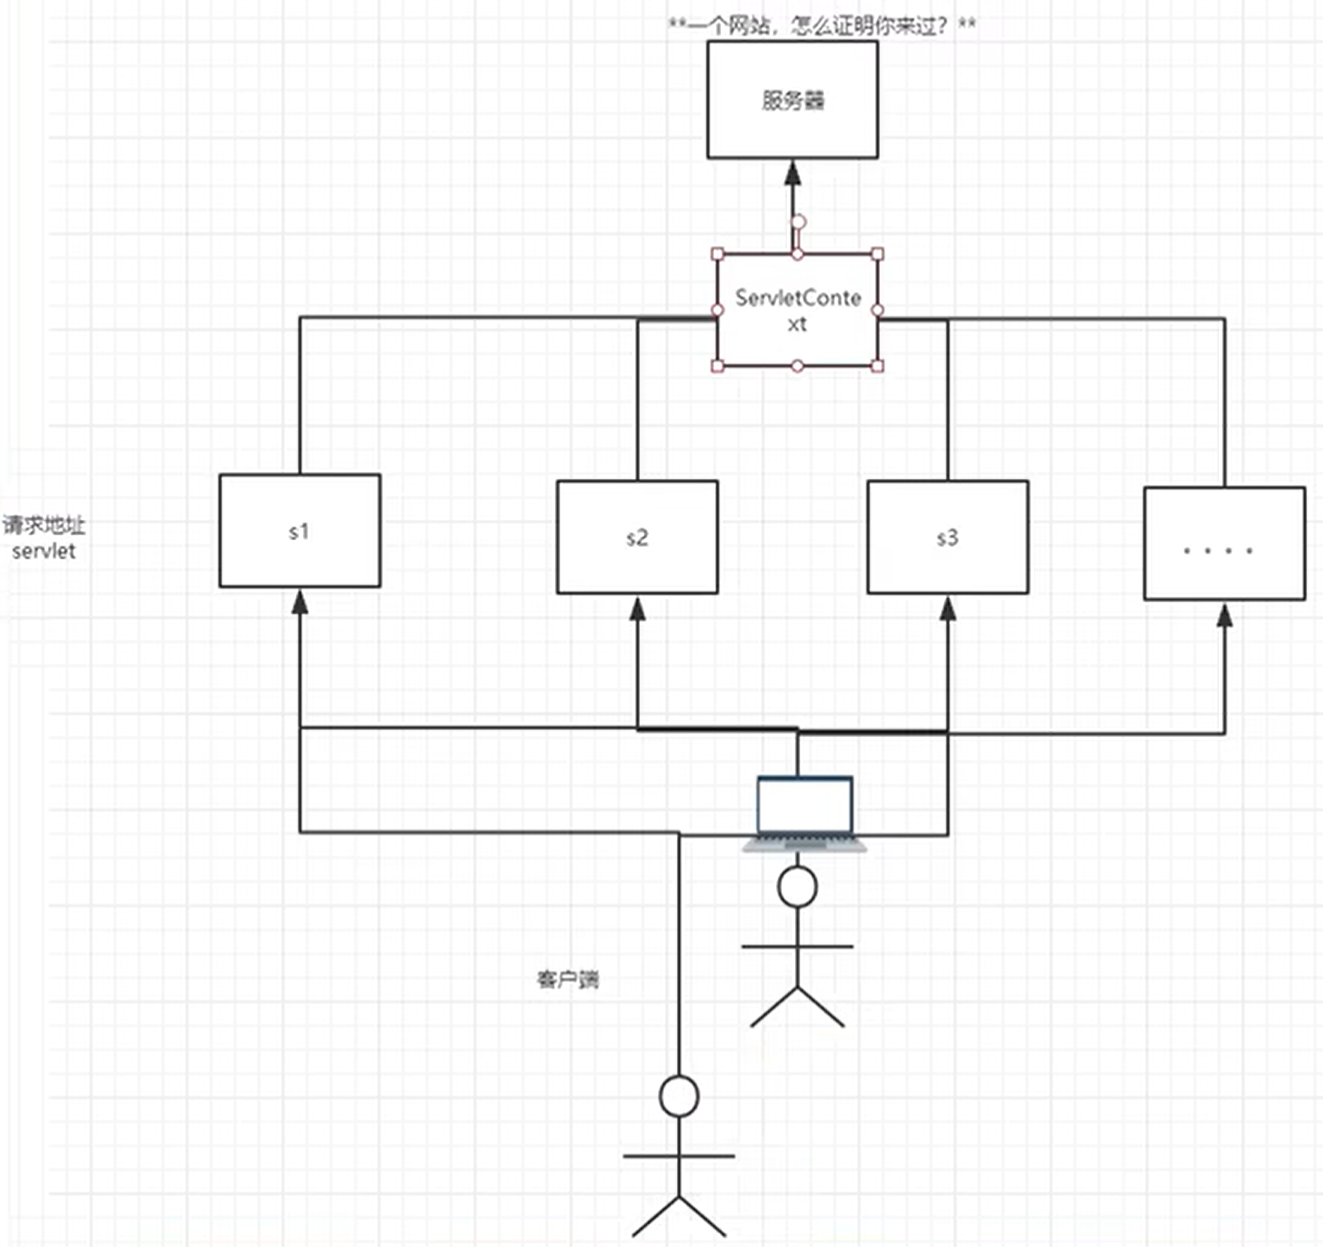 **一个网站，怎么证明你来过？**
服务器
ServletConte
xt
s1
s2
s3
....
请求地址
servlet
客户端